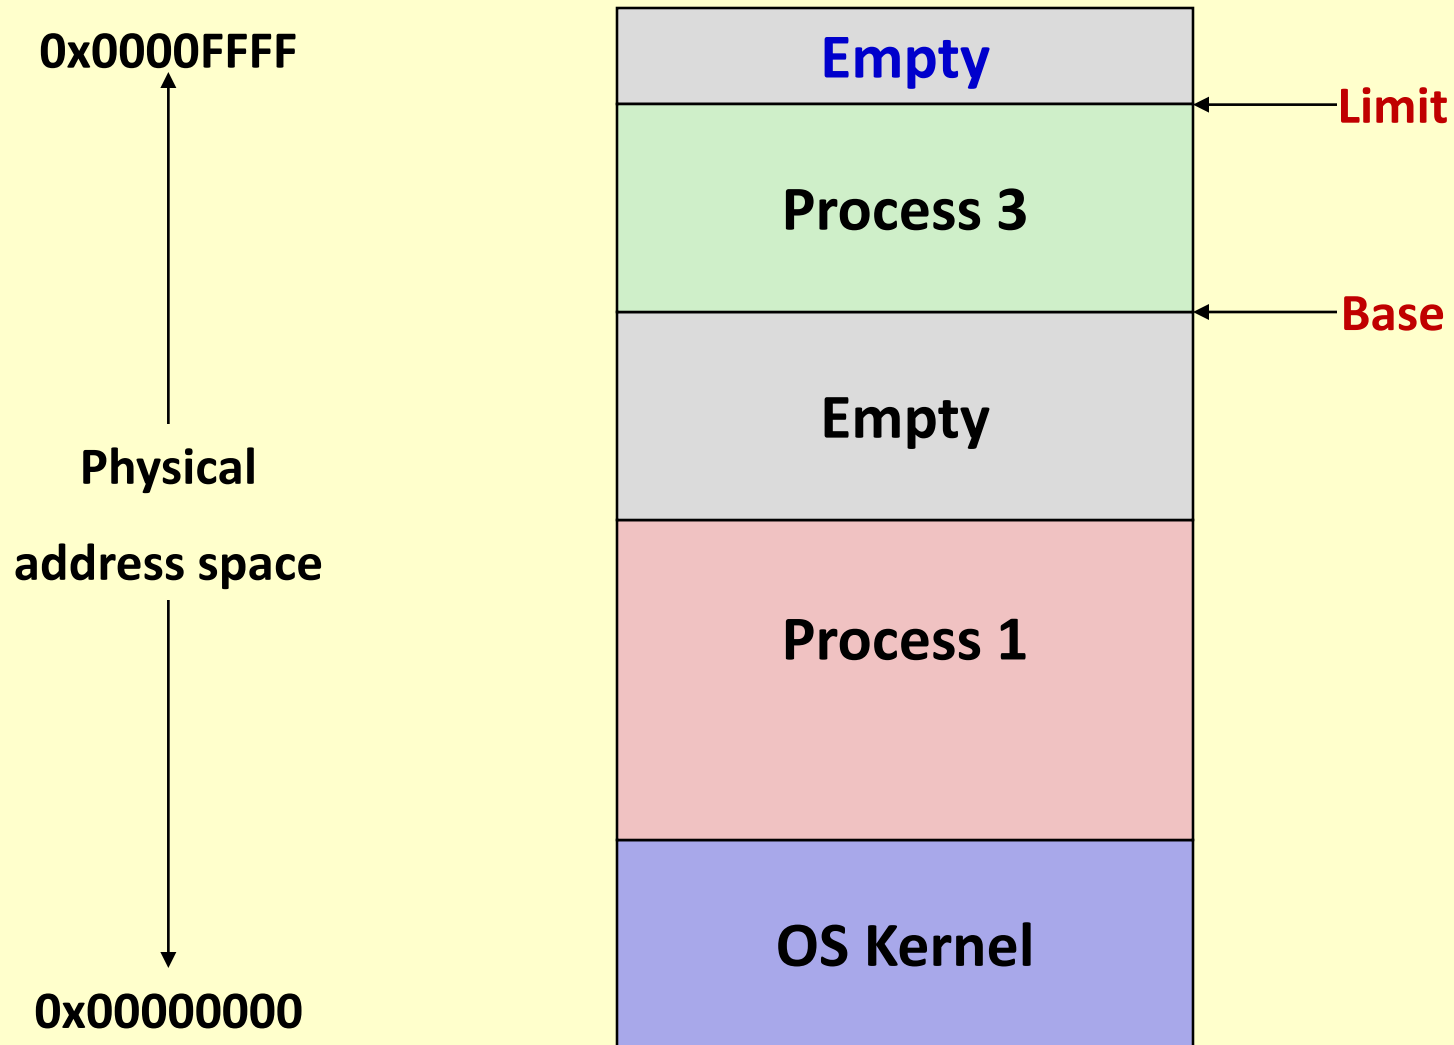 0x0000FFFF
Empty
Limit
Process 3
Base
Empty
Physical
address space
Process 1
OS Kernel
0x00000000